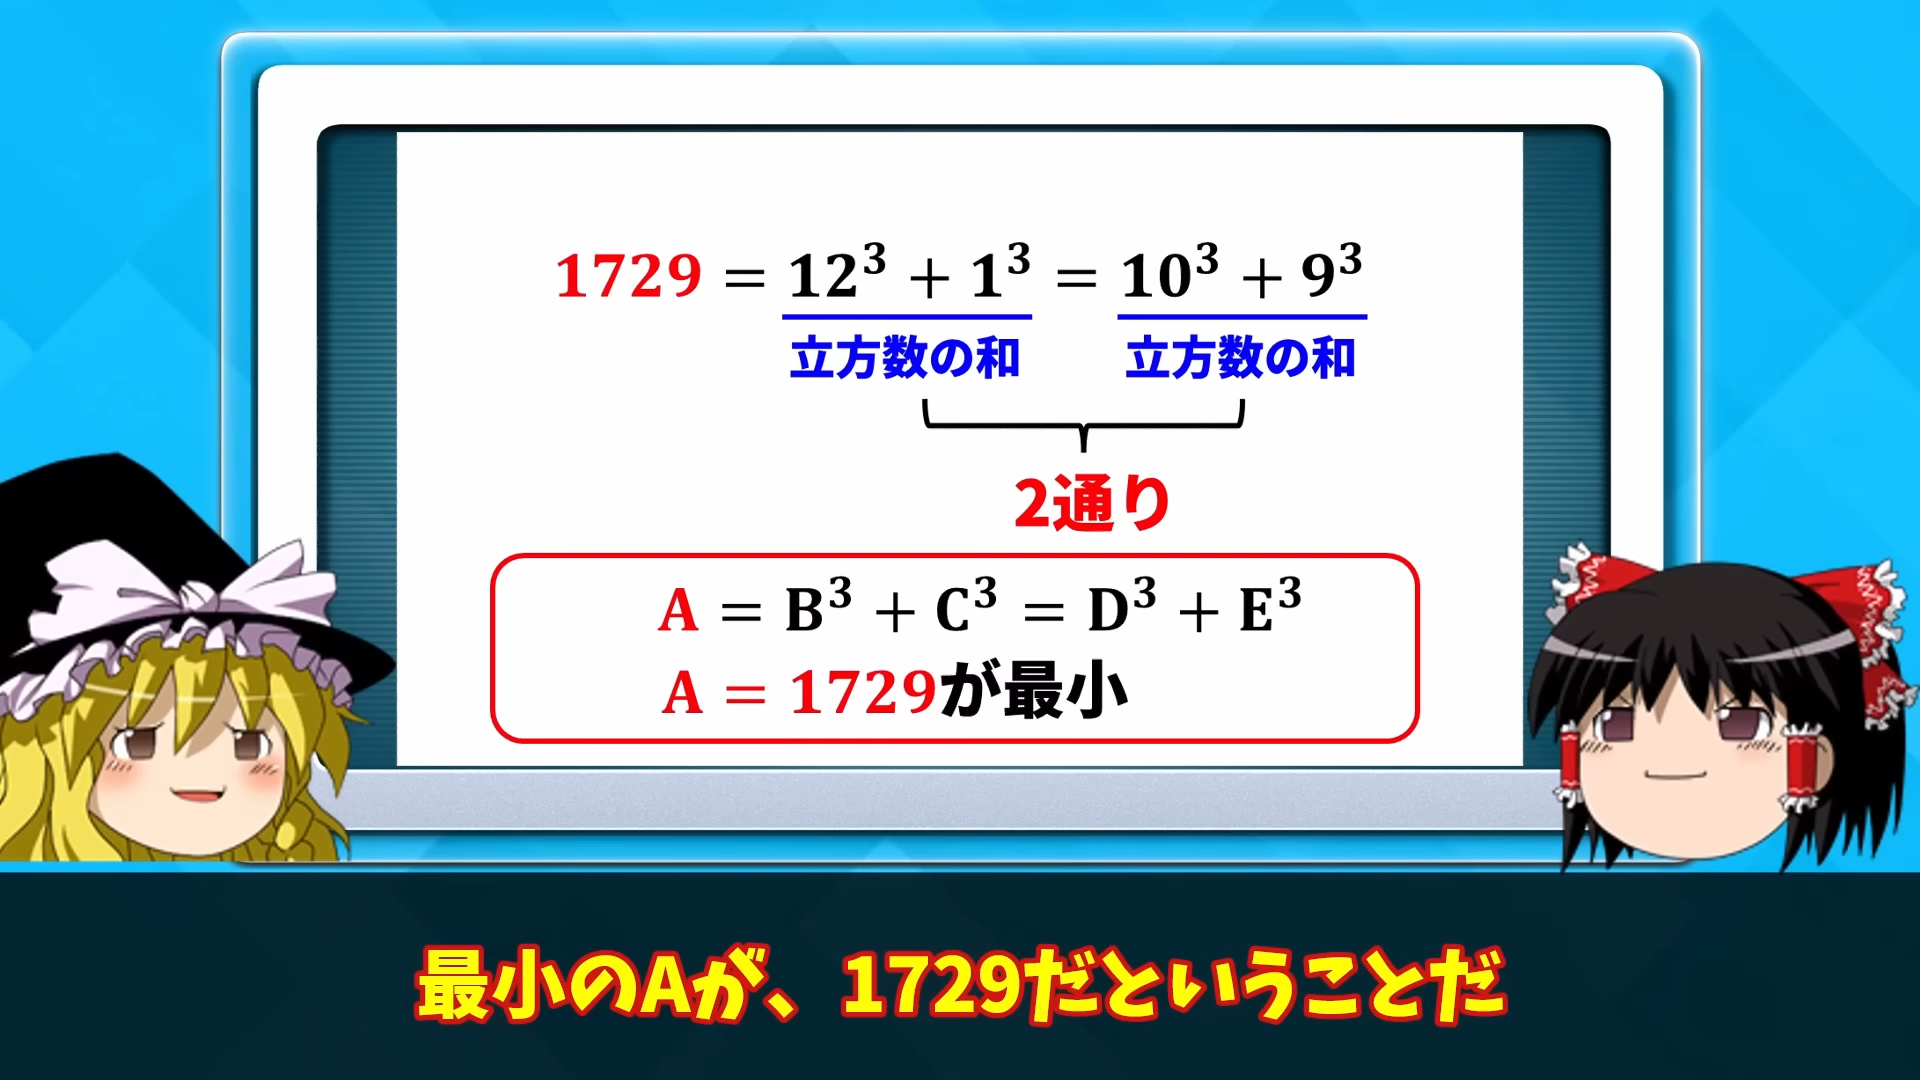 1729 = 12³ + 1³ = 10³ + 9³
立方数の和 立方数の和
2通り
A = B³ + C³ = D³ + E³
A = 1729が最小
最小のAが、1729だということだ